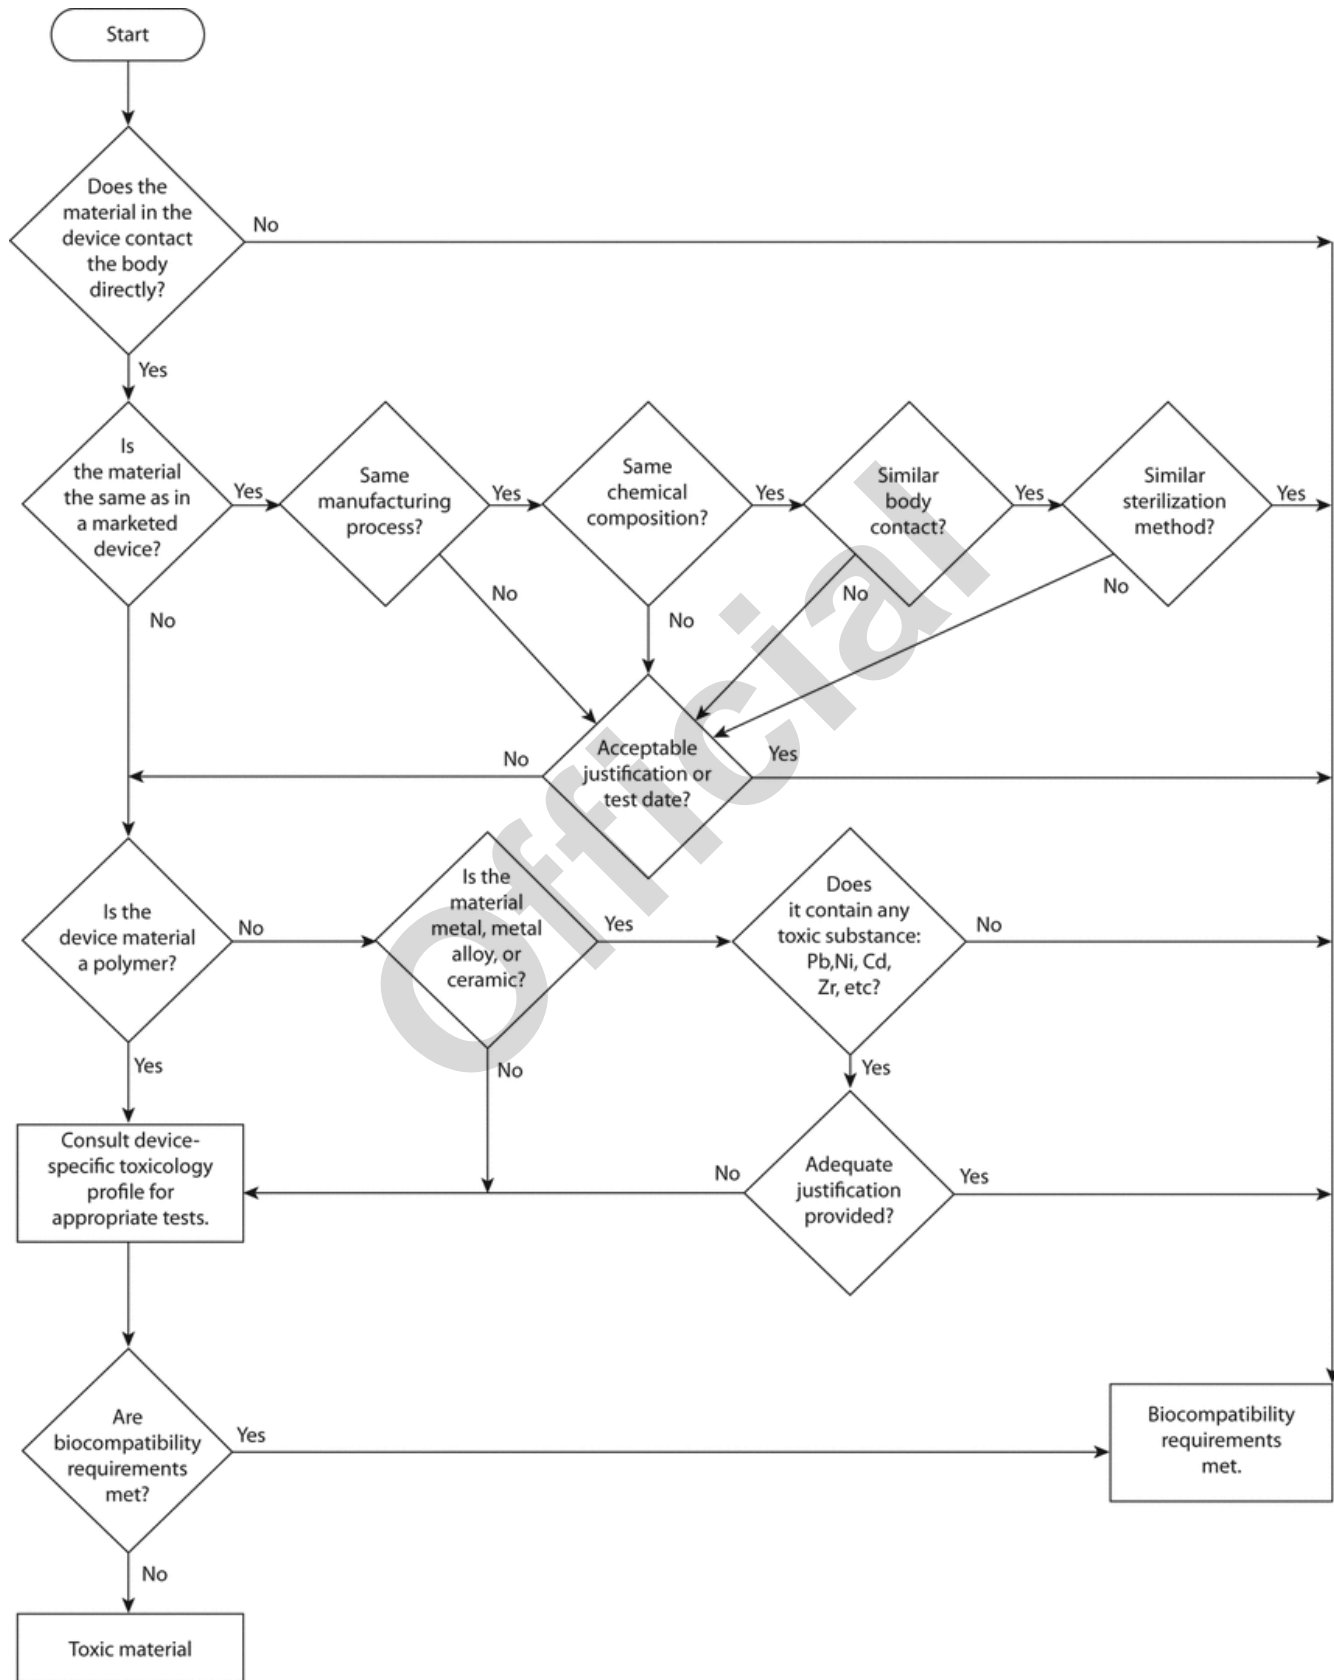 Start
Does the
material in the
device contact
the body
directly?
No
Yes
Is
the material
the same as in
a marketed
device?
Yes
Same
manufacturing
process?
Yes
Same
chemical
composition?
Yes
Similar
body
contact?
Yes
Similar
sterilization
method?
Yes
No
No
No
No
No
Acceptable
justification or
test date?
No
Yes
Is the
device material
a polymer?
No
Is the
material
metal, metal
alloy, or
ceramic?
Yes
Does
it contain any
toxic substance:
Pb,Ni, Cd,
Zr, etc?
No
Yes
No
Yes
Consult device-
specific toxicology
profile for
appropriate tests.
No
Adequate
justification
provided?
Yes
Are
biocompatibility
requirements
met?
Yes
Biocompatibility
requirements
met.
No
Toxic material
Official